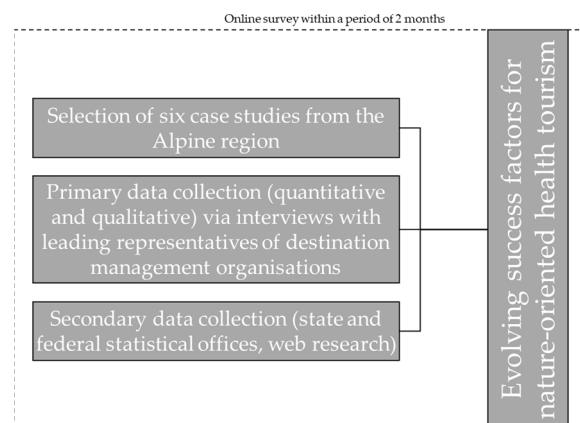 Online survey within a period of 2 months
Selection of six case studies from the
Alpine region
Primary data collection (quantitative
and qualitative) via interviews with
leading representatives of destination
management organisations
Secondary data collection (state and
federal statistical offices, web research)
Evolving success factors for
nature-oriented health tourism